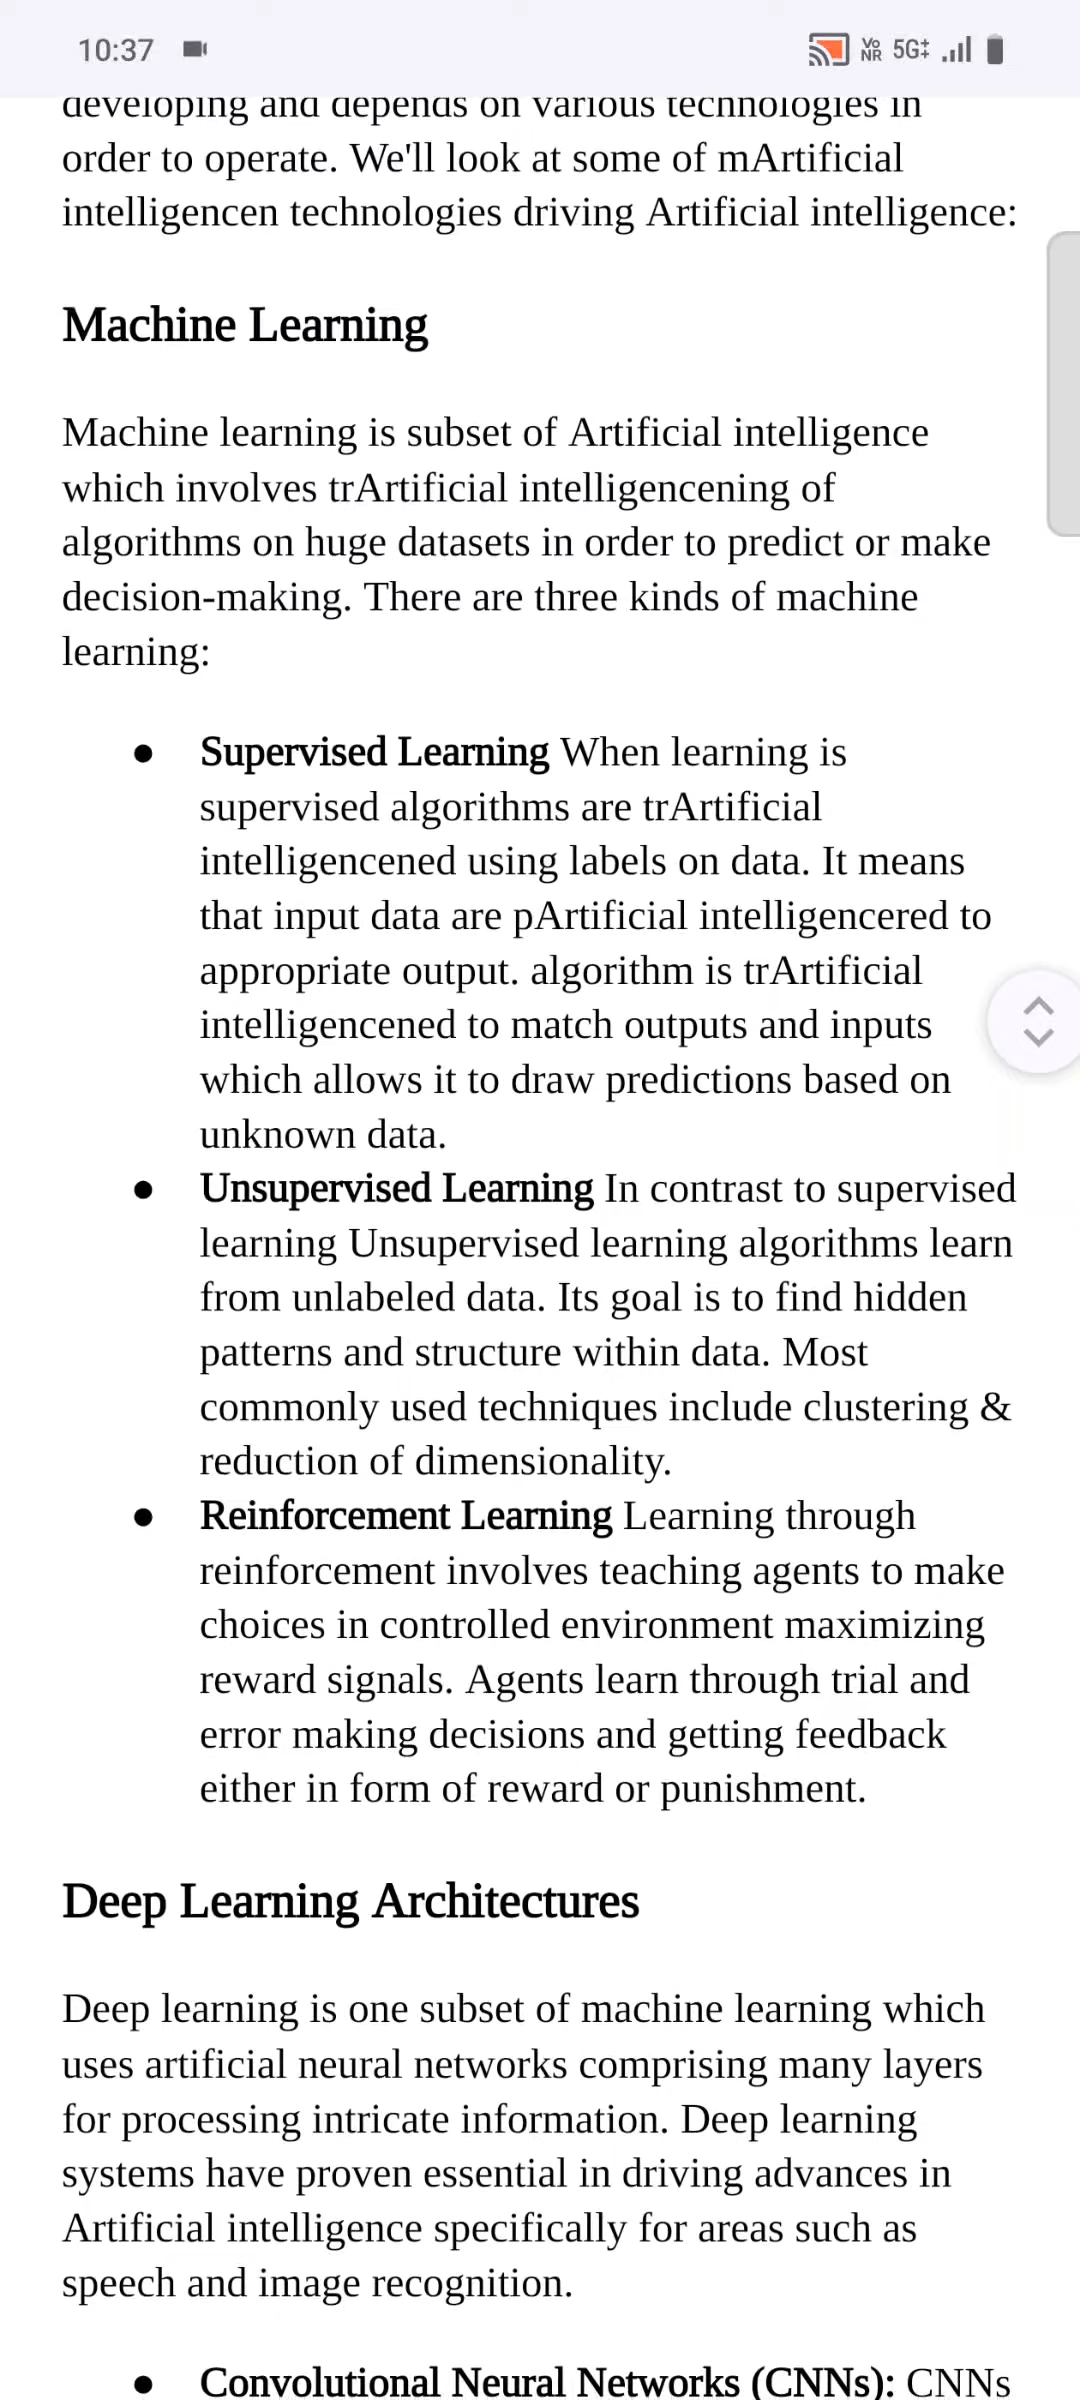 10:37
Vo NR 5G
developing and depends on various technologies in
order to operate. We'll look at some of mArtificial
intelligencen technologies driving Artificial intelligence:
Machine Learning
Machine learning is subset of Artificial intelligence
which involves trArtificial intelligencening of
algorithms on huge datasets in order to predict or make
decision-making. There are three kinds of machine
learning:
● Supervised Learning When learning is
supervised algorithms are trArtificial
intelligencened using labels on data. It means
that input data are pArtificial intelligencered to
appropriate output. algorithm is trArtificial
intelligencened to match outputs and inputs
which allows it to draw predictions based on
unknown data.
● Unsupervised Learning In contrast to supervised
learning Unsupervised learning algorithms learn
from unlabeled data. Its goal is to find hidden
patterns and structure within data. Most
commonly used techniques include clustering &
reduction of dimensionality.
● Reinforcement Learning Learning through
reinforcement involves teaching agents to make
choices in controlled environment maximizing
reward signals. Agents learn through trial and
error making decisions and getting feedback
either in form of reward or punishment.
Deep Learning Architectures
Deep learning is one subset of machine learning which
uses artificial neural networks comprising many layers
for processing intricate information. Deep learning
systems have proven essential in driving advances in
Artificial intelligence specifically for areas such as
speech and image recognition.
● Convolutional Neural Networks (CNNs): CNNs